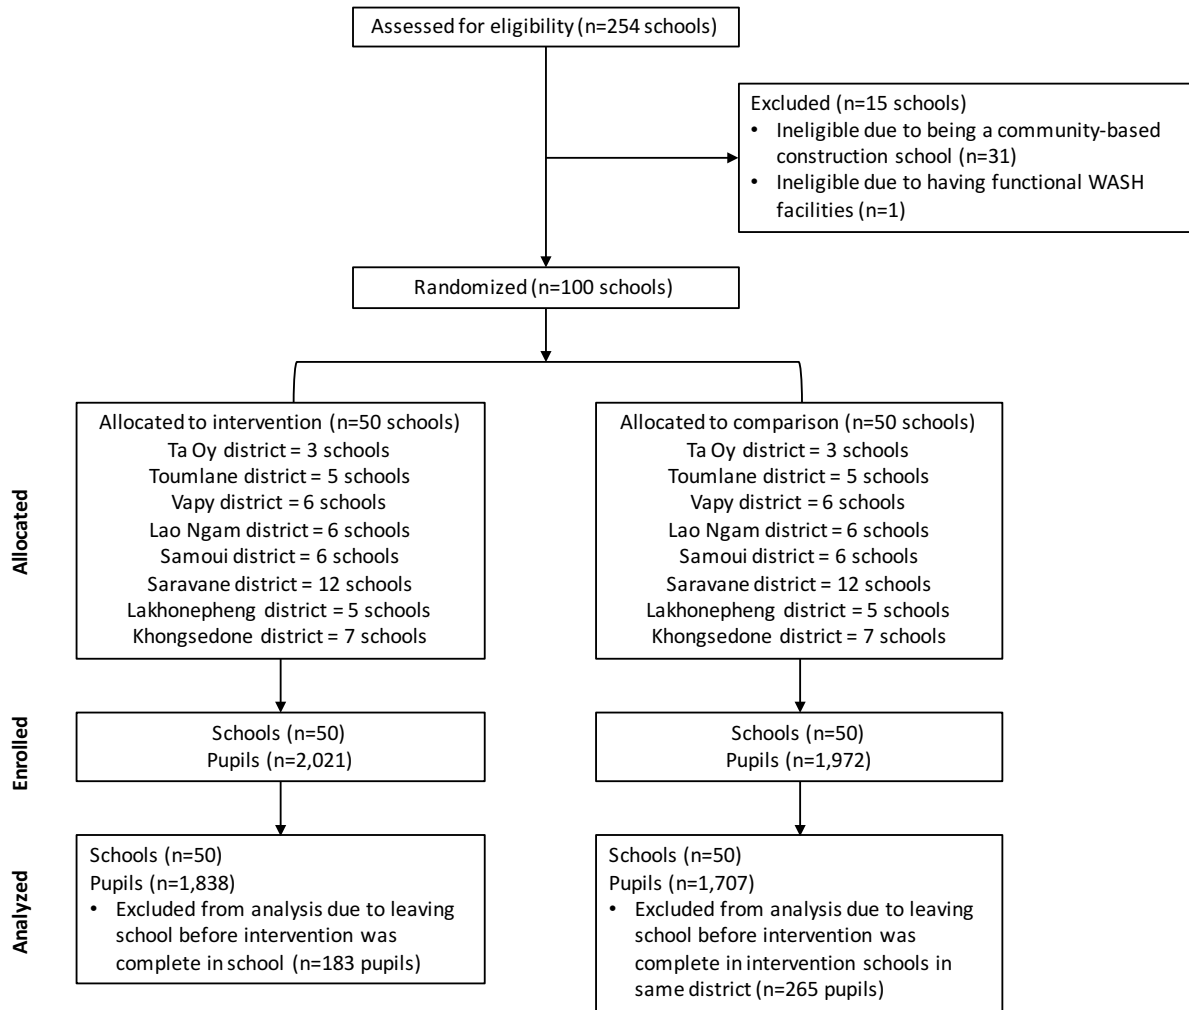 Assessed for eligibility (n=254 schools)
Excluded (n=15 schools)
• Ineligible due to being a community-based
construction school (n=31)
• Ineligible due to having functional WASH
facilities (n=1)
Randomized (n=100 schools)
Allocated
Allocated to intervention (n=50 schools)
Ta Oy district = 3 schools
Toumlane district = 5 schools
Vapy district = 6 schools
Lao Ngam district = 6 schools
Samoui district = 6 schools
Saravane district = 12 schools
Lakhonepheng district = 5 schools
Khongsedone district = 7 schools
Allocated to comparison (n=50 schools)
Ta Oy district = 3 schools
Toumlane district = 5 schools
Vapy district = 6 schools
Lao Ngam district = 6 schools
Samoui district = 6 schools
Saravane district = 12 schools
Lakhonepheng district = 5 schools
Khongsedone district = 7 schools
Enrolled
Schools (n=50)
Pupils (n=2,021)
Schools (n=50)
Pupils (n=1,972)
Analyzed
Schools (n=50)
Pupils (n=1,838)
• Excluded from analysis due to leaving
school before intervention was
complete in school (n=183 pupils)
Schools (n=50)
Pupils (n=1,707)
• Excluded from analysis due to leaving
school before intervention was
complete in intervention schools in
same district (n=265 pupils)